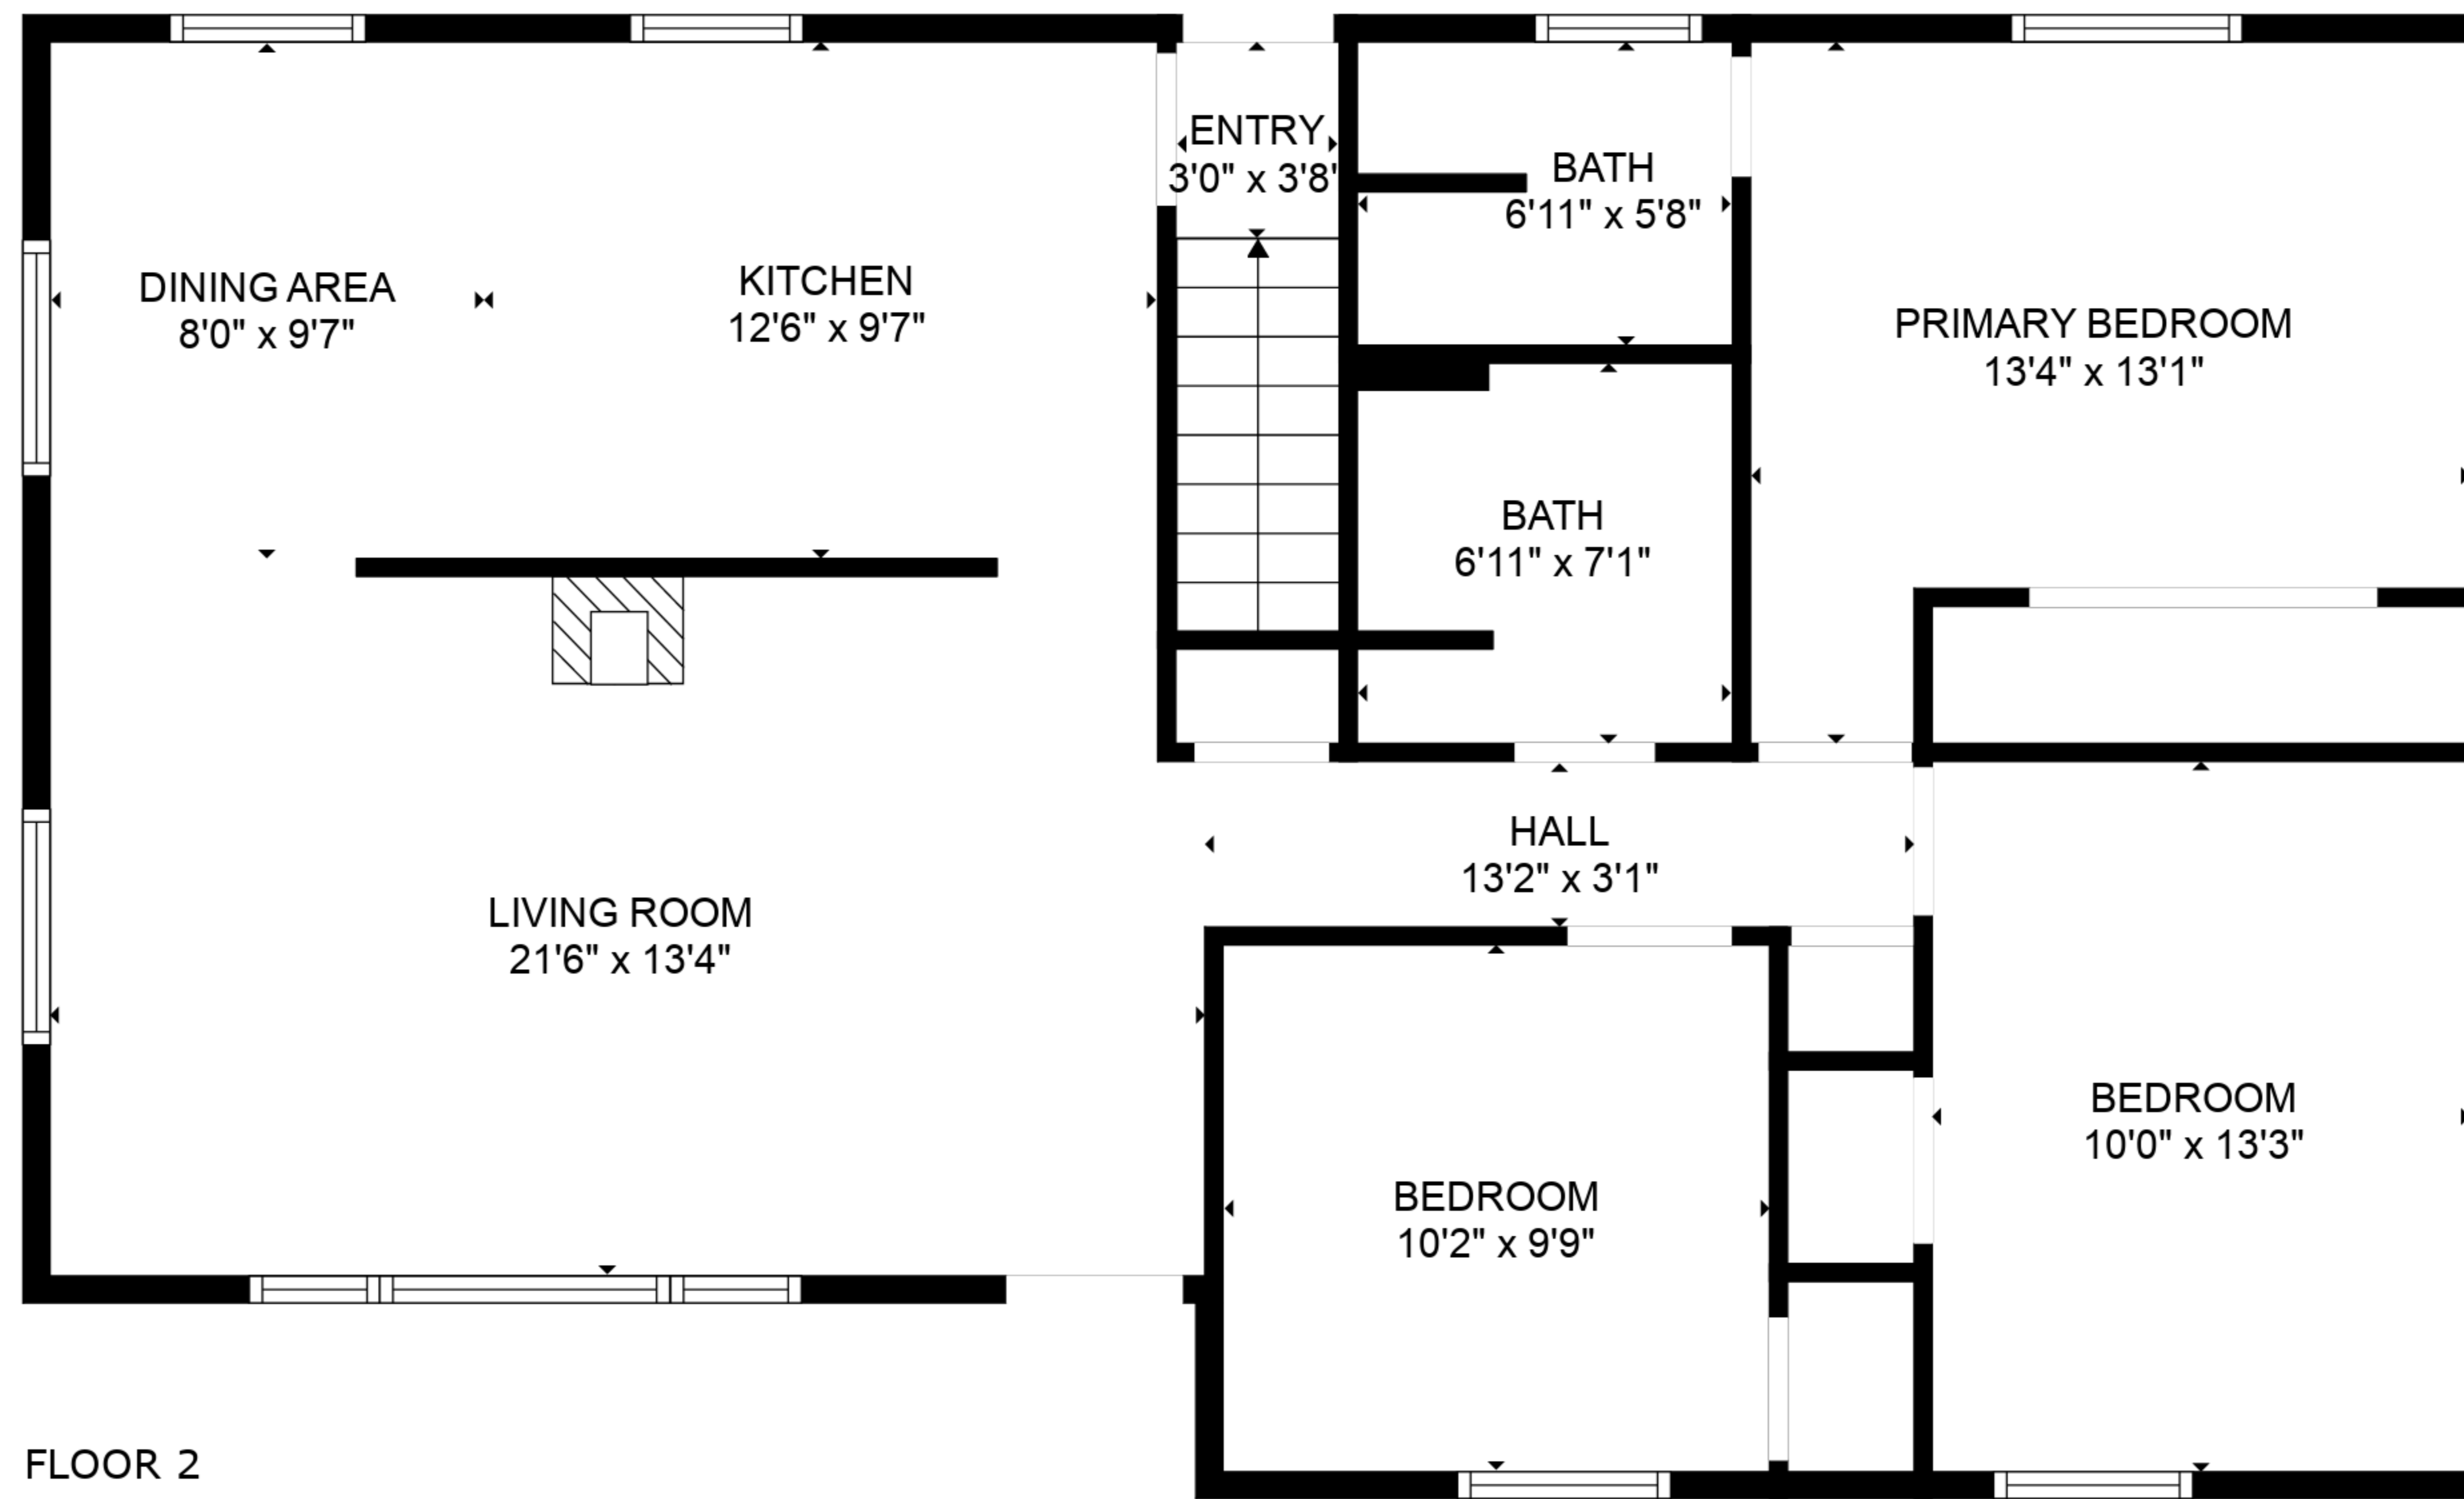 ENTRY
3'0" x 3'8'
BATH
6'11" x 5'8"
DINING AREA
8'0" x 9'7"
KITCHEN
12'6" x 9'7"
PRIMARY BEDROOM
13'4" x 13'1"
BATH
6'11" x 7'1"
HALL
13'2" x 3'1"
LIVING ROOM
21'6" x 13'4"
BEDROOM
10'0" x 13'3"
BEDROOM
10'2" x 9'9"
FLOOR 2